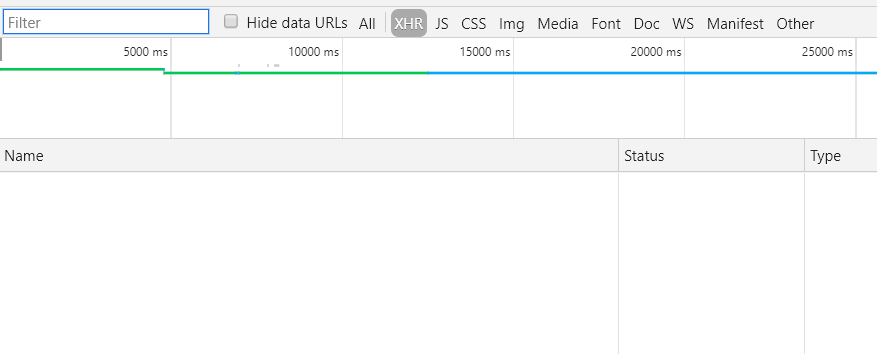 Filter Hide data URLs All XHR JS CSS Img Media Font Doc WS Manifest Other
5000 ms 10000 ms 15000 ms 20000 ms 25000 ms
Name Status Type